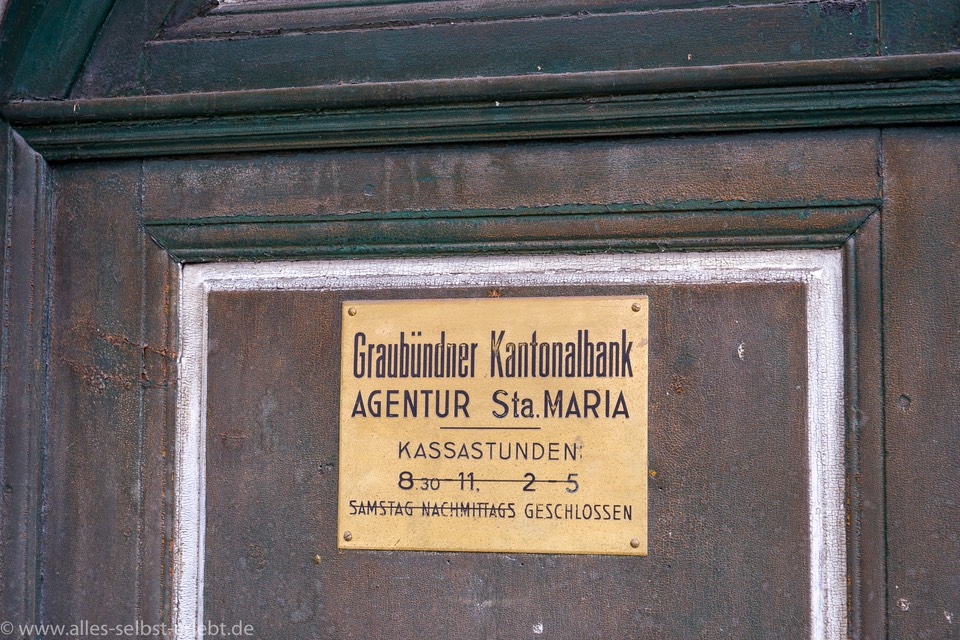 Graubündner Kantonalbank
AGENTUR Sta. MARIA
KASSASTUNDEN:
8.30-11, 2-5
SAMSTAG NACHMITTAGS GESCHLOSSEN
© www.alles-selbst-erlebt.de